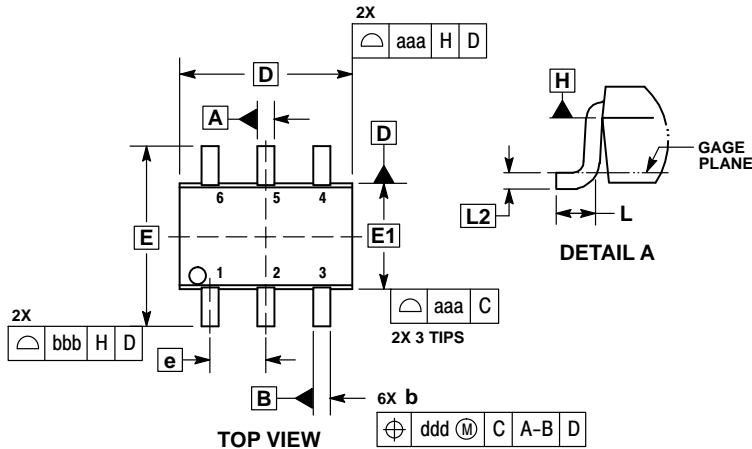 2X
⌓ aaa H D
D
A
D
6 5 4
E
E1
1 2 3
⌓ aaa C
2X 3 TIPS
2X
⌓ bbb H D
e
B
6X b
⌖ ddd Ⓜ C A-B D
TOP VIEW
H
GAGE
PLANE
L2
L
DETAIL A